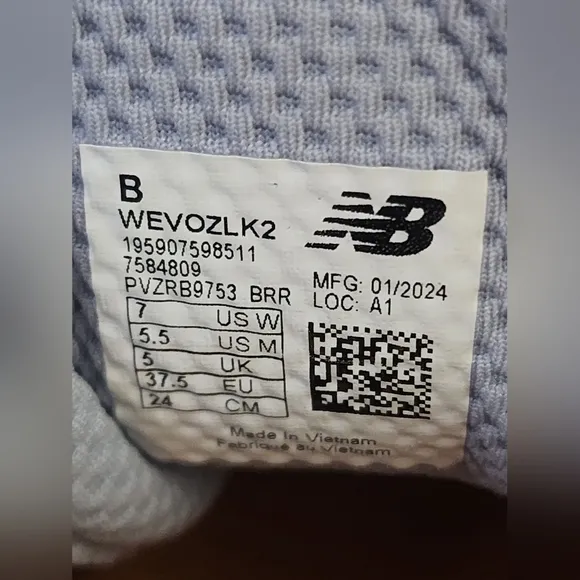 B
WEVOZLK2
195907598511
7584809
PVZRB9753 BRR
NB
MFG: 01/2024
LOC: A1
7 US W
5.5 US M
5 UK
37.5 EU
24 CM
Made in Vietnam
Fabriqué au Vietnam